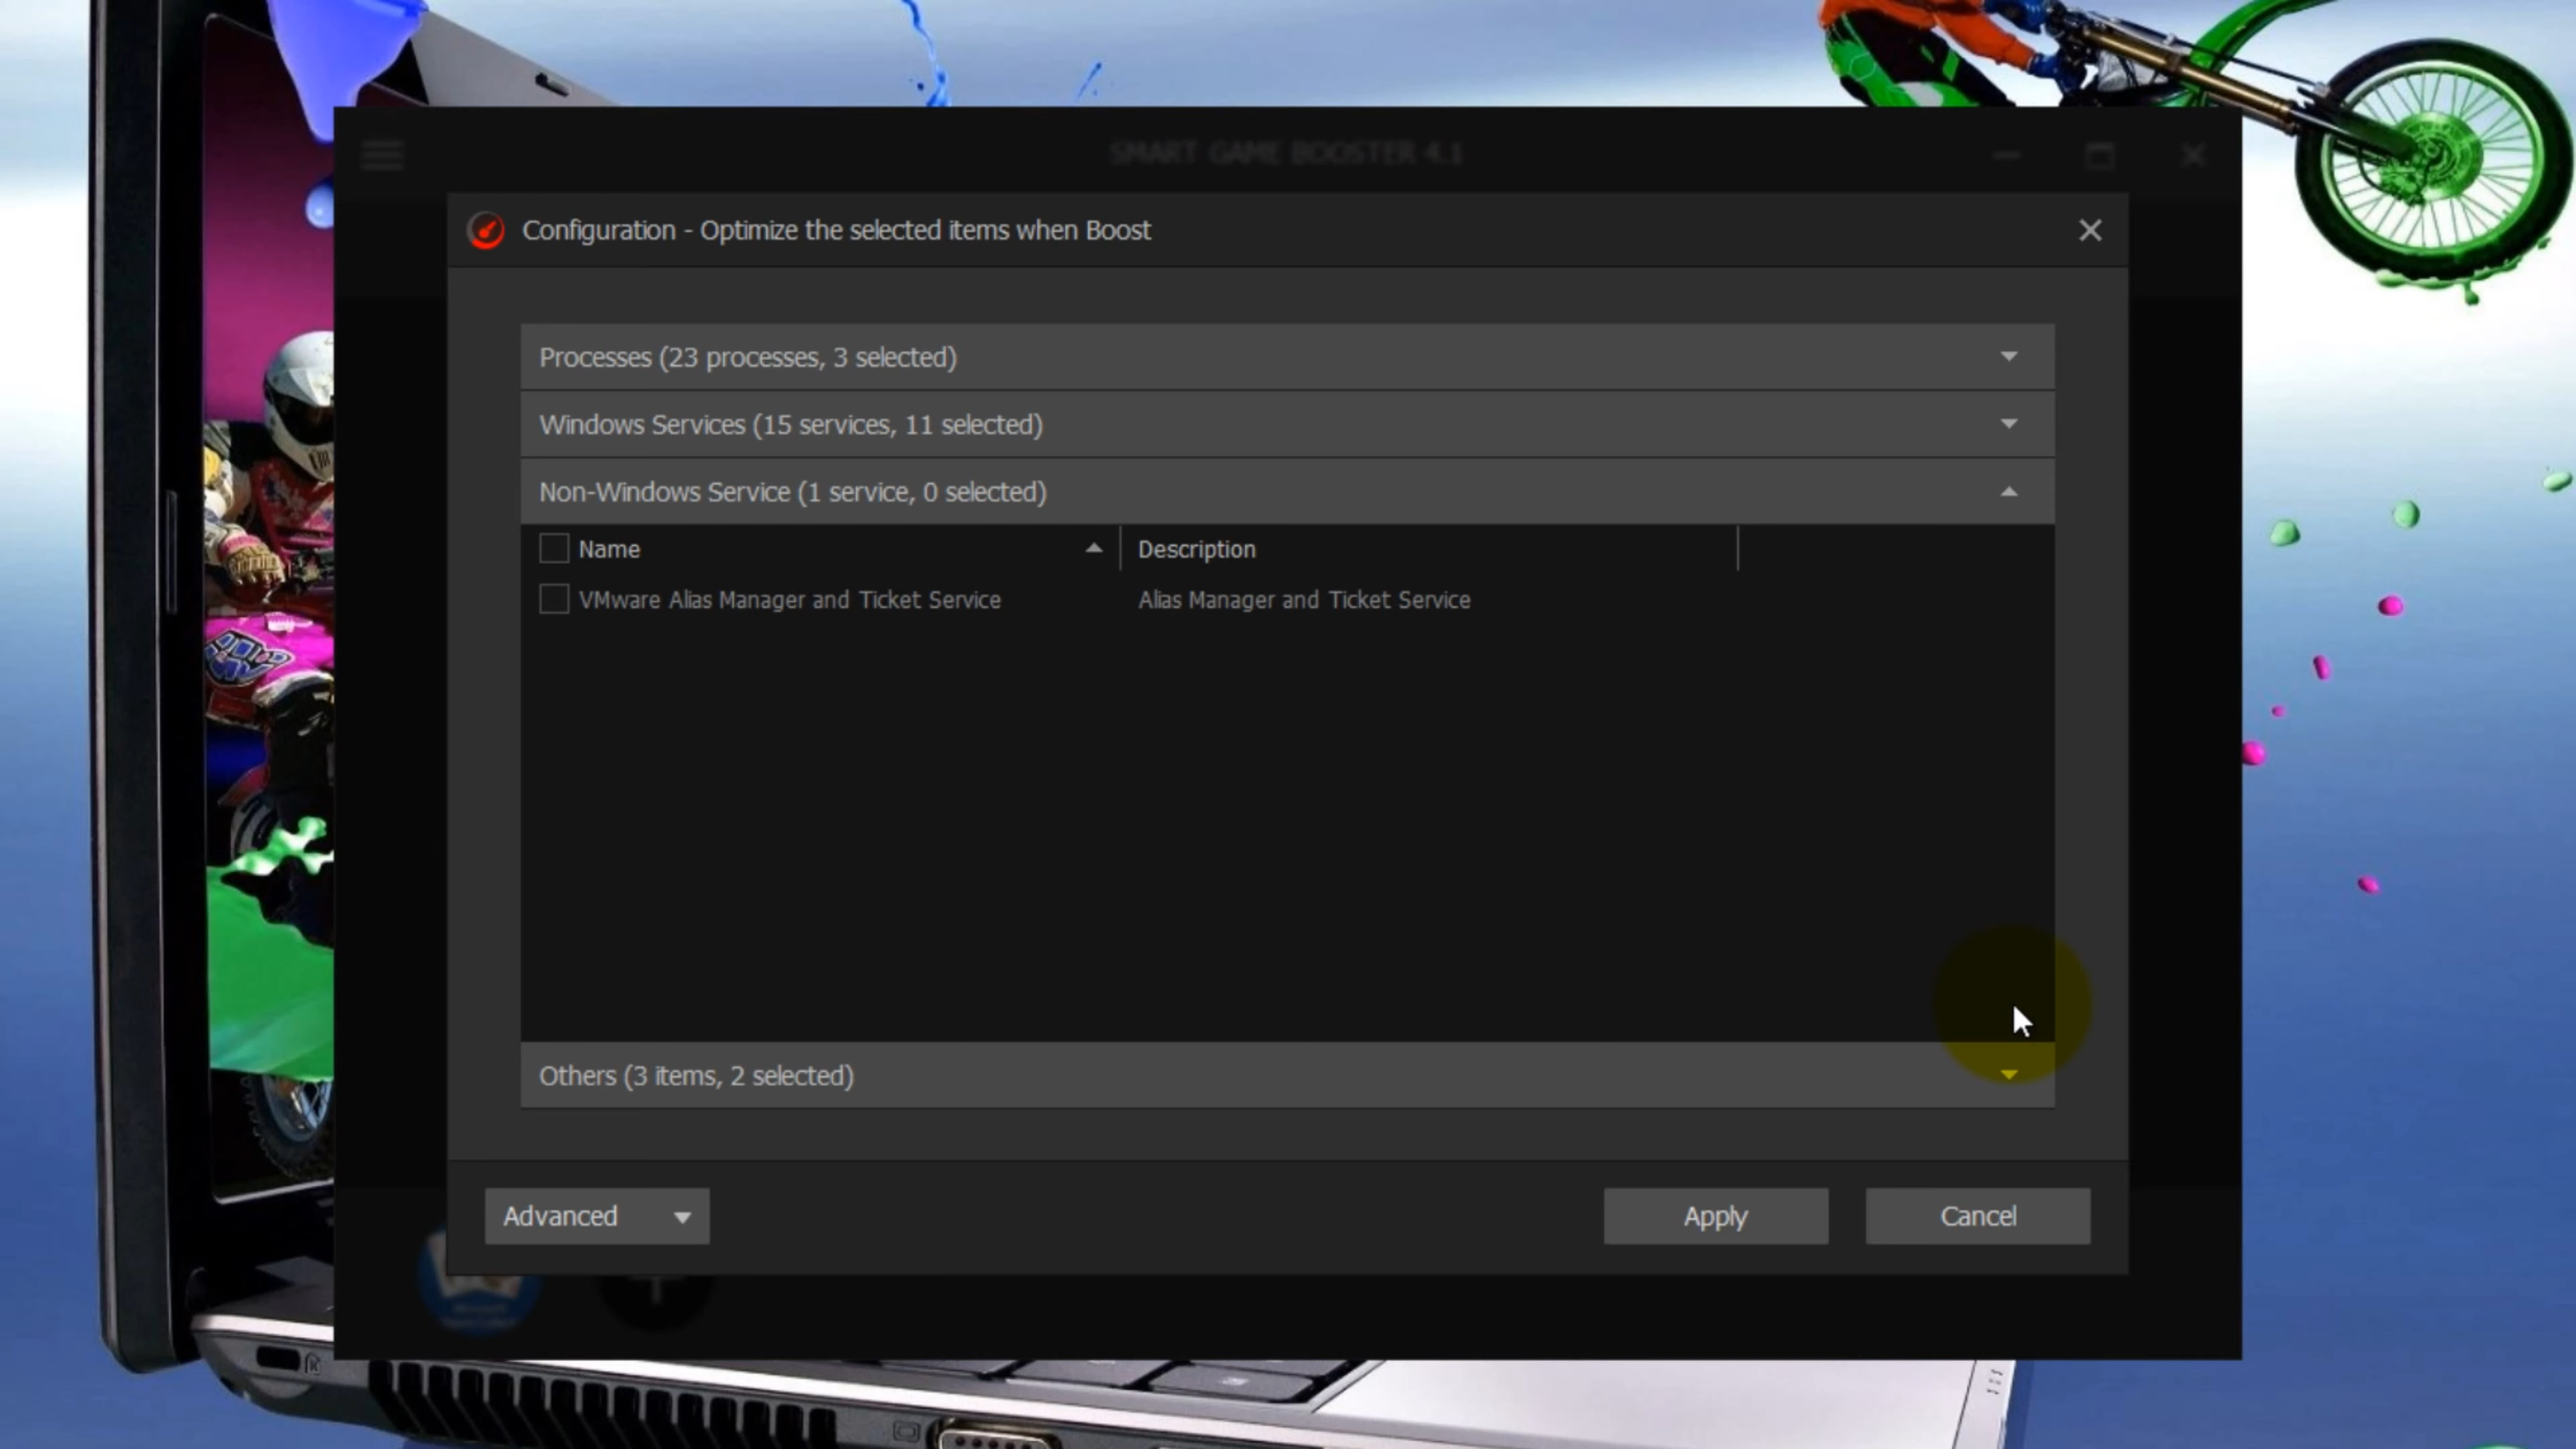 SMART GAME BOOSTER 4.1
Configuration - Optimize the selected items when Boost
Processes (23 processes, 3 selected)
Windows Services (15 services, 11 selected)
Non-Windows Service (1 service, 0 selected)
Name Description
VMware Alias Manager and Ticket Service Alias Manager and Ticket Service
Others (3 items, 2 selected)
Advanced Apply Cancel